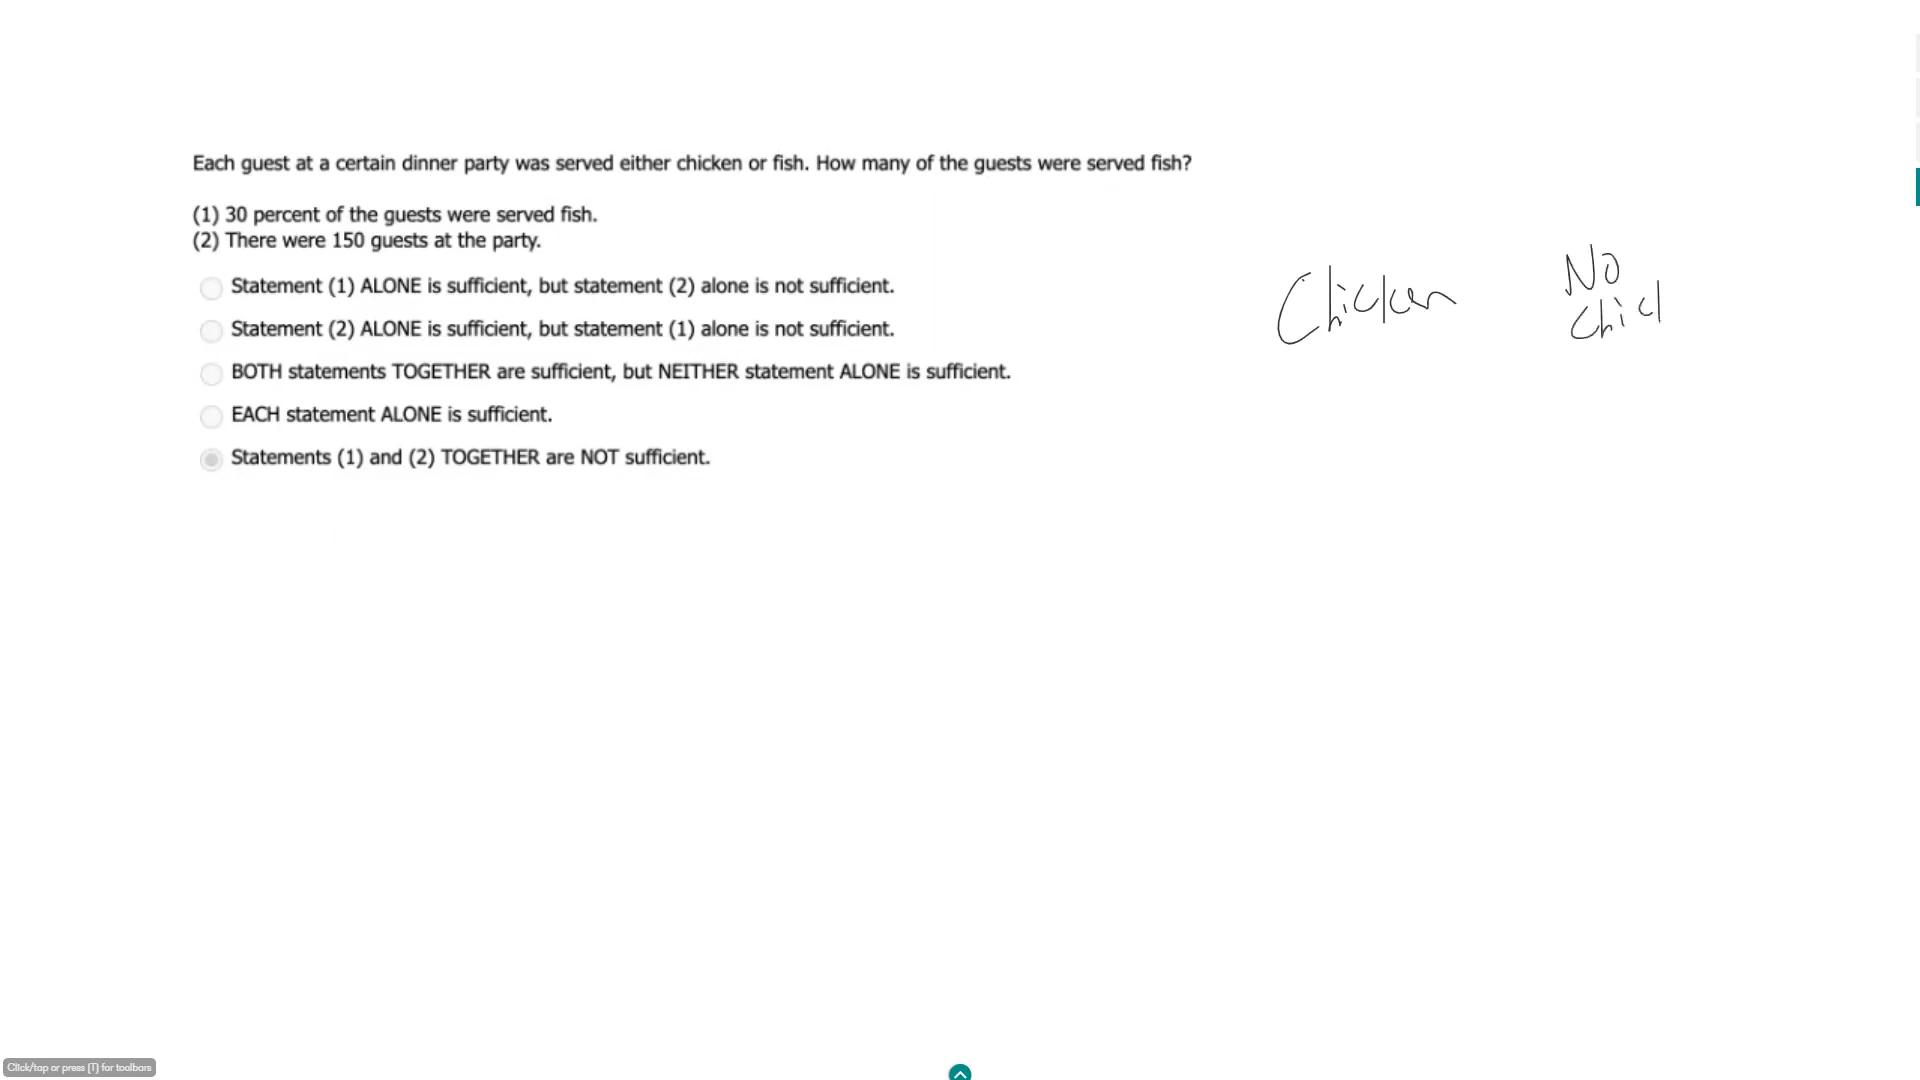 Each guest at a certain dinner party was served either chicken or fish. How many of the guests were served fish?
(1) 30 percent of the guests were served fish.
(2) There were 150 guests at the party.
Statement (1) ALONE is sufficient, but statement (2) alone is not sufficient.
Statement (2) ALONE is sufficient, but statement (1) alone is not sufficient.
BOTH statements TOGETHER are sufficient, but NEITHER statement ALONE is sufficient.
EACH statement ALONE is sufficient.
Statements (1) and (2) TOGETHER are NOT sufficient.
Chicken
No
Chicl
Click/tap or press [T] for toolbars